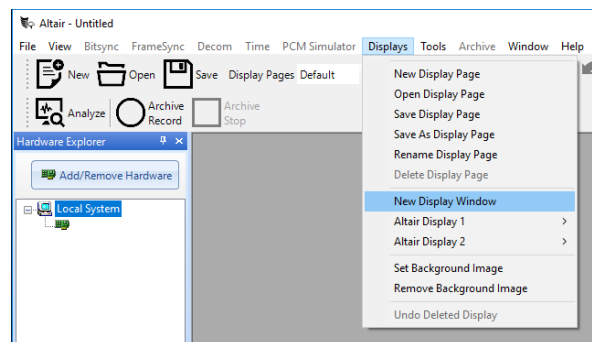 Altair - Untitled
File View Bitsync FrameSync Decom Time PCM Simulator Displays Tools Archive Window Help
New Open Save Display Pages Default
Analyze Archive Record Archive Stop
Hardware Explorer
Add/Remove Hardware
Local System
New Display Page
Open Display Page
Save Display Page
Save As Display Page
Rename Display Page
Delete Display Page
New Display Window
Altair Display 1
Altair Display 2
Set Background Image
Remove Background Image
Undo Deleted Display